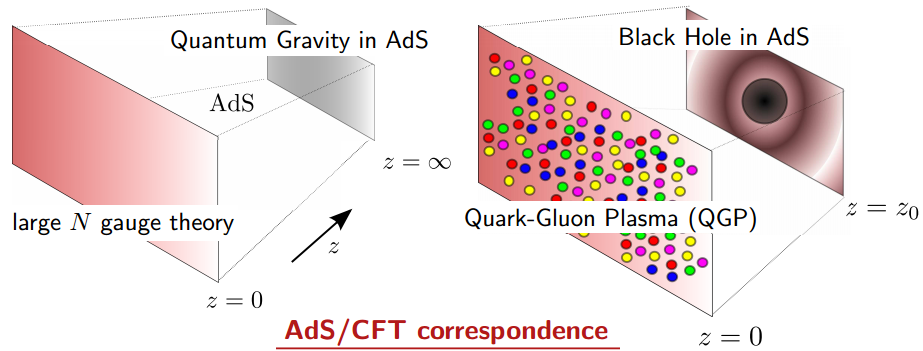 Quantum Gravity in AdS
AdS
z = ∞
large N gauge theory
z
z = 0
Black Hole in AdS
Quark-Gluon Plasma (QGP)
z = z₀
z = 0
AdS/CFT correspondence